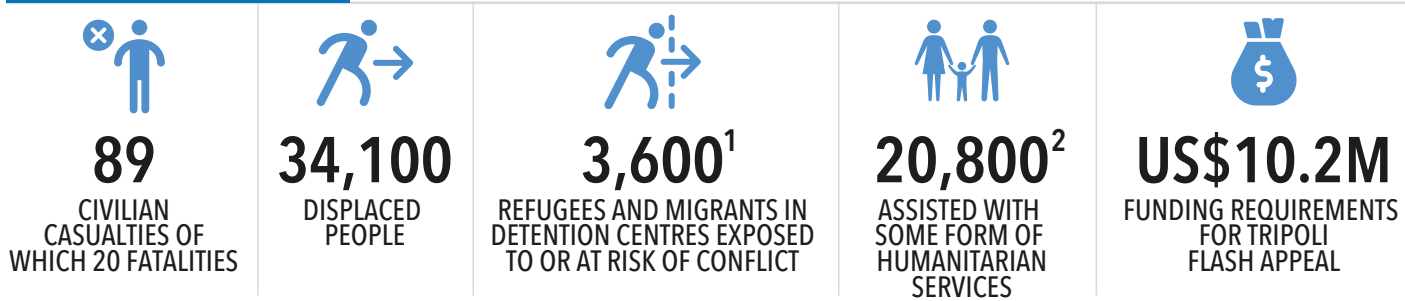 89
CIVILIAN
CASUALTIES OF
WHICH 20 FATALITIES
34,100
DISPLACED
PEOPLE
3,600¹
REFUGEES AND MIGRANTS IN
DETENTION CENTRES EXPOSED
TO OR AT RISK OF CONFLICT
20,800²
ASSISTED WITH
SOME FORM OF
HUMANITARIAN
SERVICES
$
US$10.2M
FUNDING REQUIREMENTS
FOR TRIPOLI
FLASH APPEAL